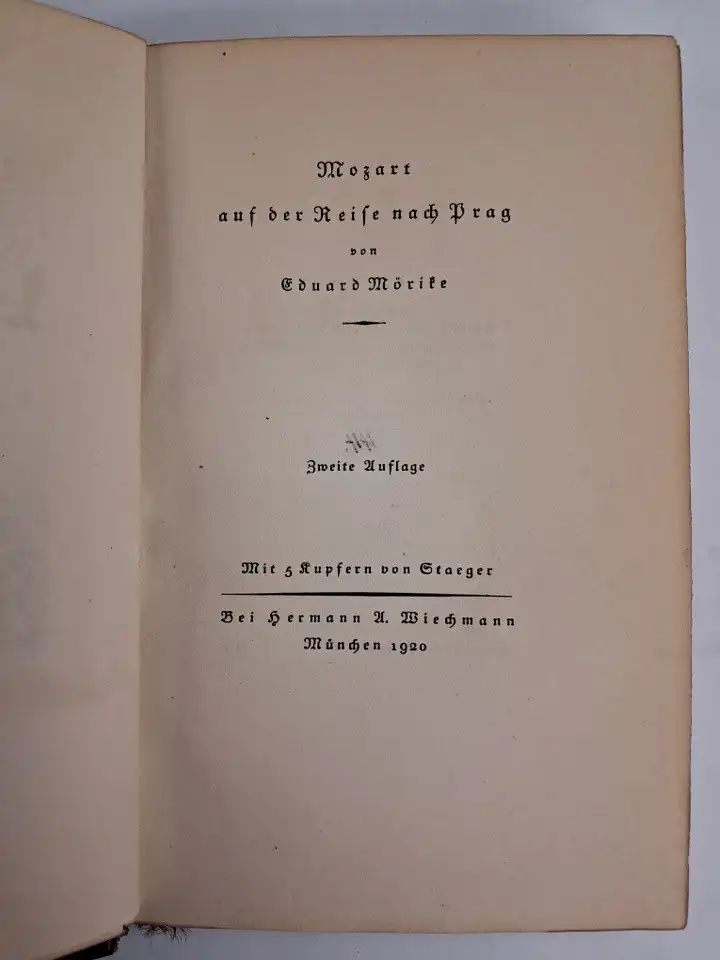 Mozart
auf der Reiſe nach Prag
von
Eduard Mörike
Zweite Auflage
Mit 5 Kupfern von Staeger
Bei Hermann A. Wiechmann
München 1920